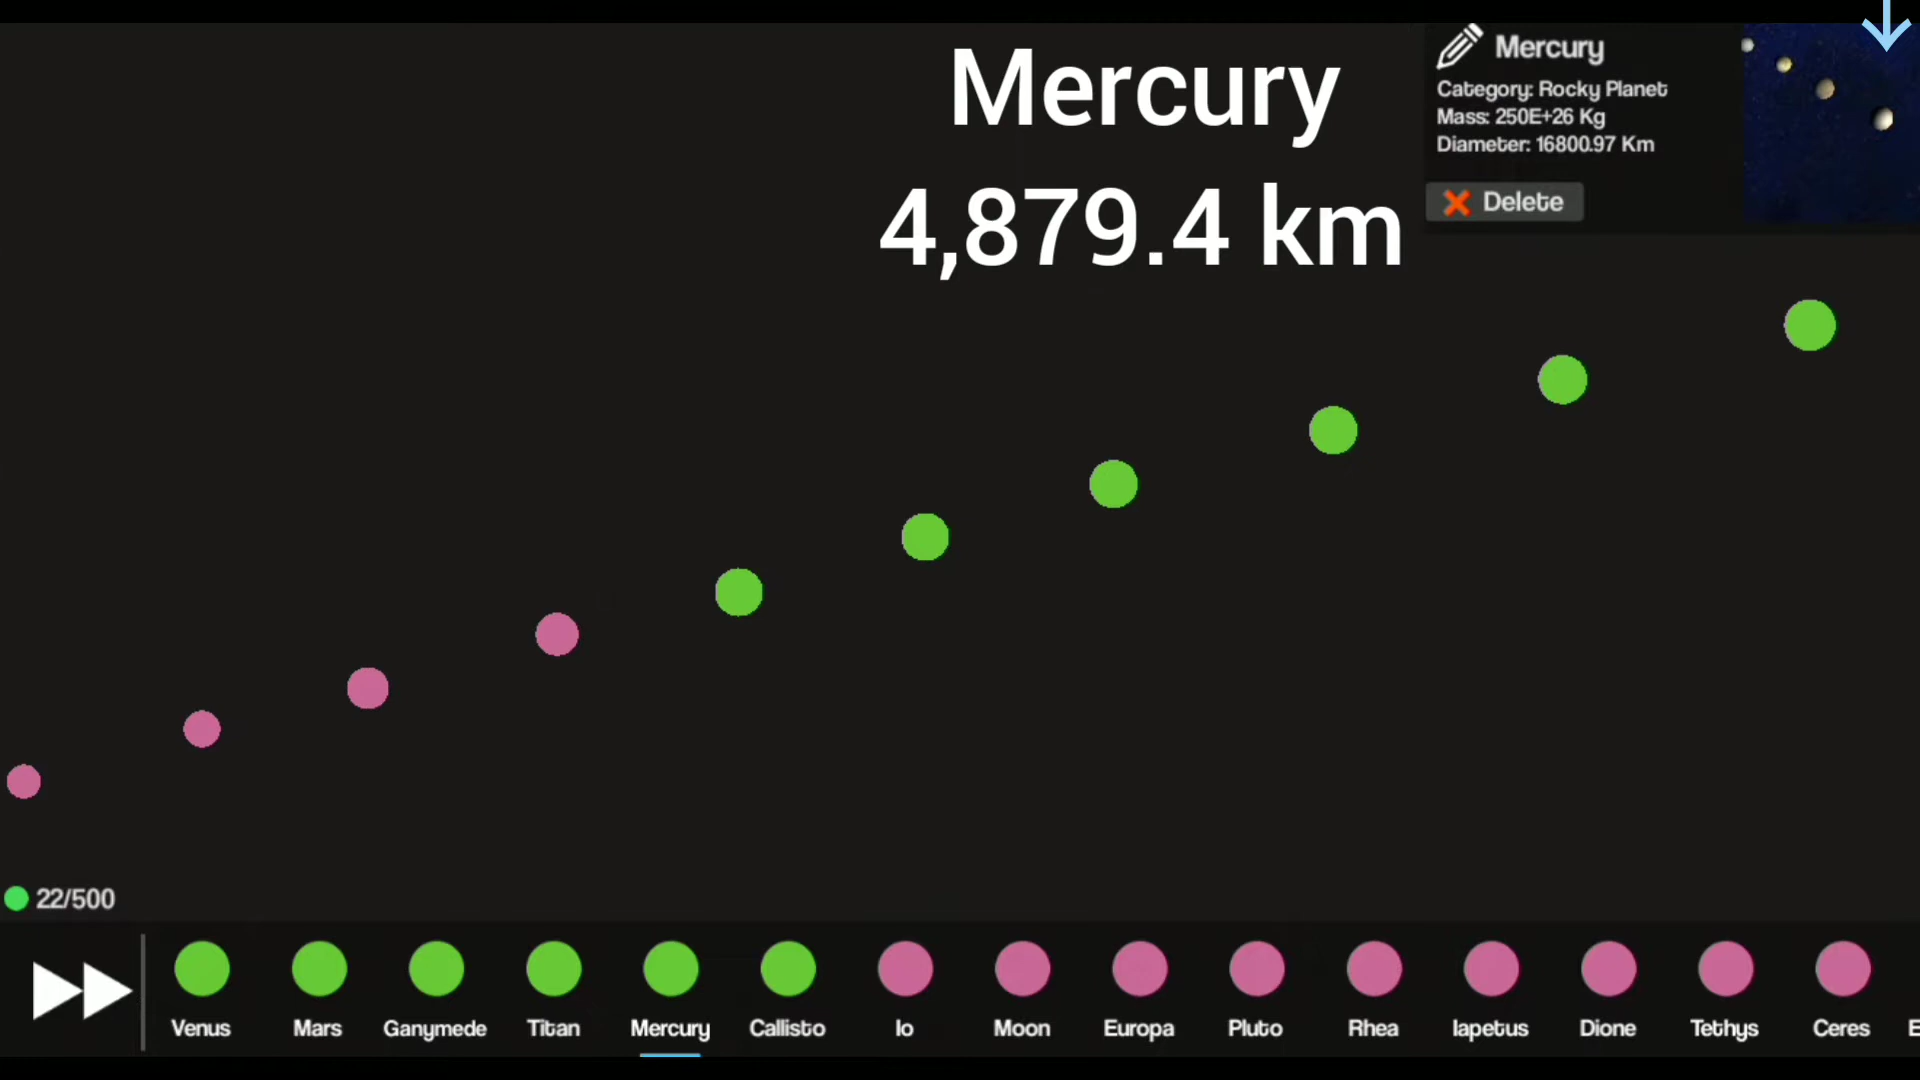 Mercury
4,879.4 km
Mercury
Category: Rocky Planet
Mass: 250E+26 Kg
Diameter: 16800.97 Km
Delete
22/500
Venus Mars Ganymede Titan Mercury Callisto Io Moon Europa Pluto Rhea Iapetus Dione Tethys Ceres